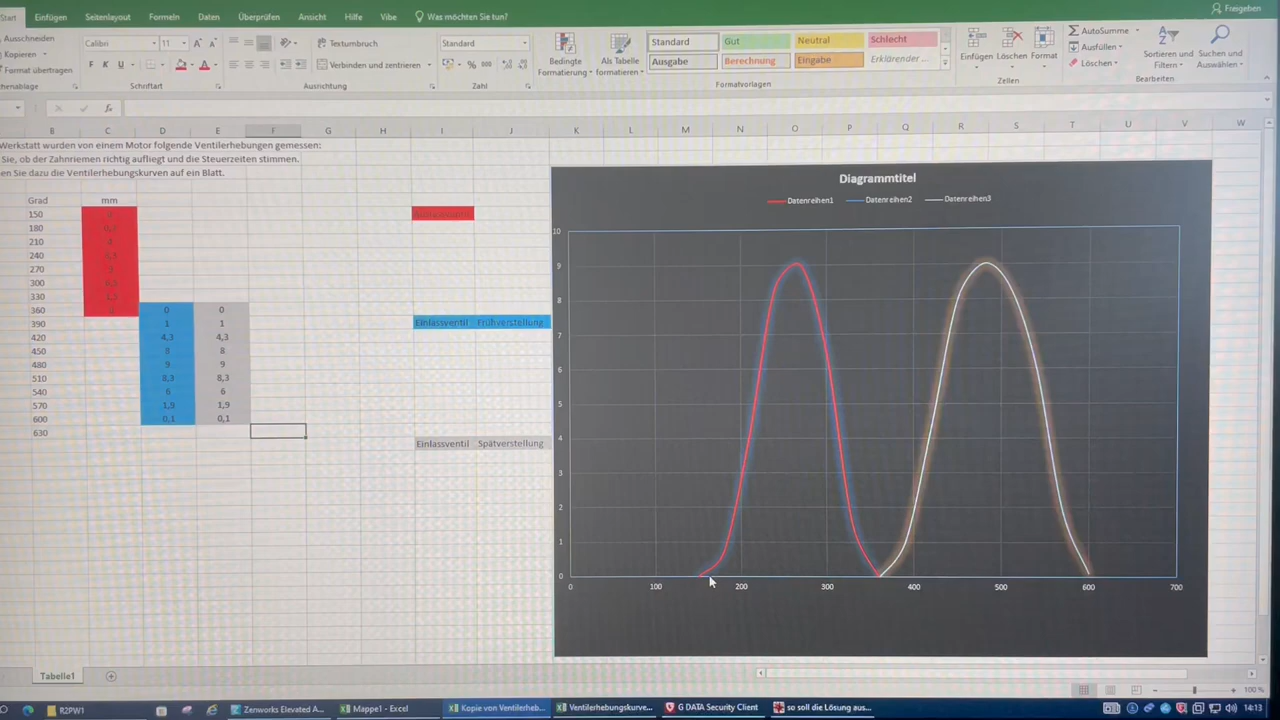 Start Einfügen Seitenlayout Formeln Daten Überprüfen Ansicht Hilfe Vibe Was möchten Sie tun? Freigeben
Ausschneiden
Kopieren
Format übertragen
Calibri 11
F K U
Textumbruch
Verbinden und zentrieren
Standard
% 000
Bedingte Formatierung
Als Tabelle formatieren
Standard Gut Neutral Schlecht
Ausgabe Berechnung Eingabe Erklärender ...
Einfügen Löschen Format
AutoSumme
Ausfüllen
Löschen
Sortieren und Filtern
Suchen und Auswählen
Schriftart Ausrichtung Zahl Formatvorlagen Zellen Bearbeiten
fx
B C D E F G H I J K L M N O P Q R S T U V W
Werkstatt wurden von einem Motor folgende Ventilerhebungen gemessen:
Sie, ob der Zahnriemen richtig aufliegt und die Steuerzeiten stimmen.
en Sie dazu die Ventilerhebungskurven auf ein Blatt.
Grad mm
150
180
210
240
270
300
330
360 0 0
390 1 1
420 4,3 4,3
450 8 8
480 9 9
510 8,3 8,3
540 6 6
570 1,9 1,9
600 0,1 0,1
630
Einlassventil Frühverstellung
Einlassventil Spätverstellung
Diagrammtitel
Datenreihen1 Datenreihen2 Datenreihen3
10
9
8
7
6
5
4
3
2
1
0
0 100 200 300 400 500 600 700
Tabelle1
100 %
R2PW1 Zenworks Elevated A... Mappe1 - Excel Kopie von Ventilerheb... Ventilerhebungskurve... G DATA Security Client so soll die Lösung aus... 14:13